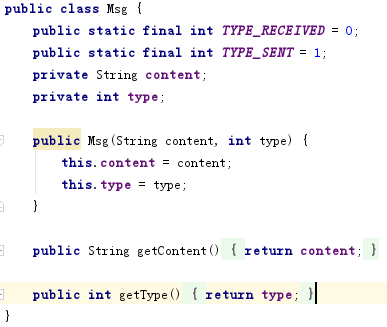 public class Msg {
public static final int TYPE_RECEIVED = 0;
public static final int TYPE_SENT = 1;
private String content;
private int type;
public Msg(String content, int type) {
this.content = content;
this.type = type;
}
public String getContent() { return content; }
public int getType() { return type; }
}